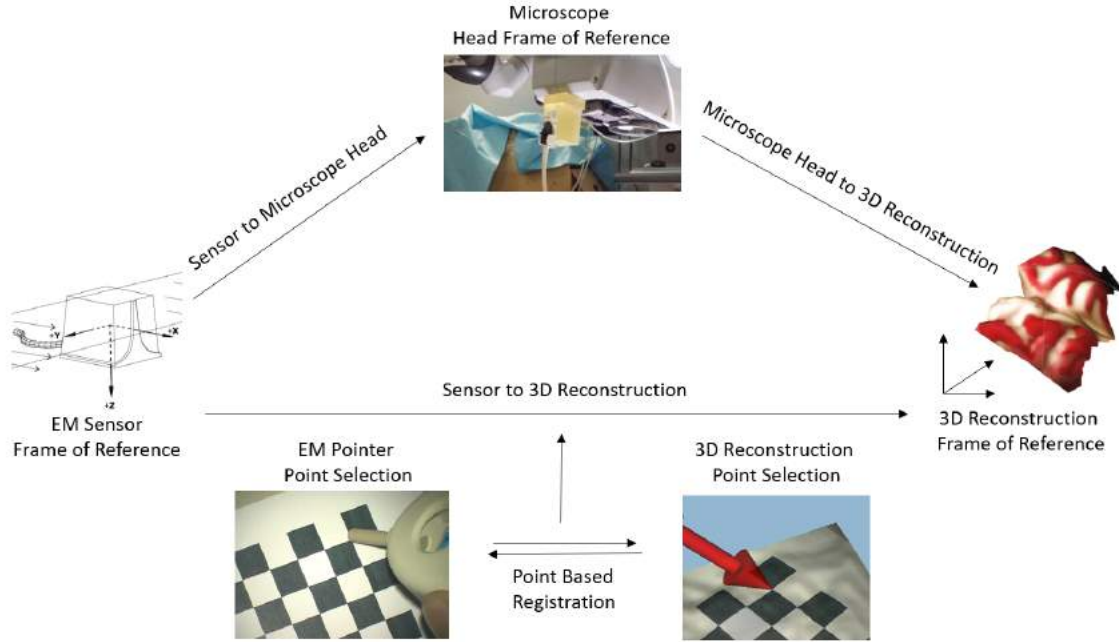 Microscope
Head Frame of Reference
Sensor to Microscope Head
Microscope Head to 3D Reconstruction
+Y
+X
+Z
Sensor to 3D Reconstruction
EM Sensor
Frame of Reference
3D Reconstruction
Frame of Reference
EM Pointer
Point Selection
3D Reconstruction
Point Selection
Point Based
Registration